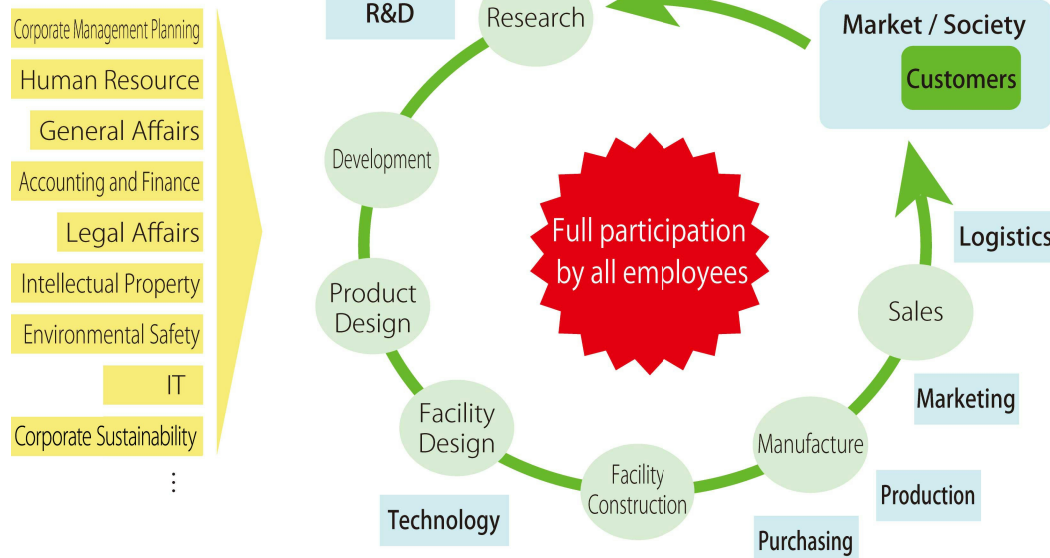 Corporate Management Planning
Human Resource
General Affairs
Accounting and Finance
Legal Affairs
Intellectual Property
Environmental Safety
IT
Corporate Sustainability
⋮
R&D
Research
Development
Product
Design
Facility
Design
Technology
Facility
Construction
Manufacture
Purchasing
Production
Marketing
Sales
Logistics
Market / Society
Customers
Full participation
by all employees